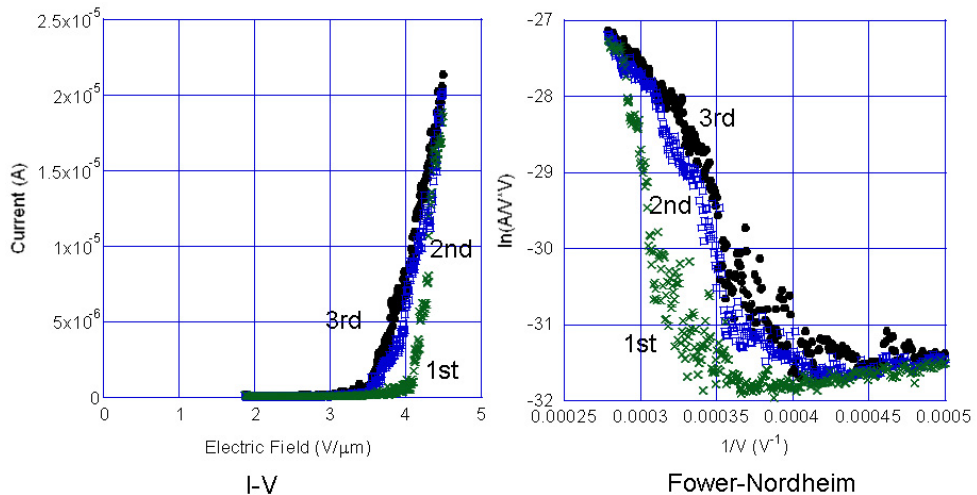 2.5x10⁻⁵
2x10⁻⁵
1.5x10⁻⁵
1x10⁻⁵
5x10⁻⁶
0
Current (A)
3rd
2nd
1st
0 1 2 3 4 5
Electric Field (V/μm)
I-V
-27
-28
-29
-30
-31
-32
ln(A/V*V)
3rd
2nd
1st
0.00025 0.0003 0.00035 0.0004 0.00045 0.0005
1/V (V⁻¹)
Fower-Nordheim